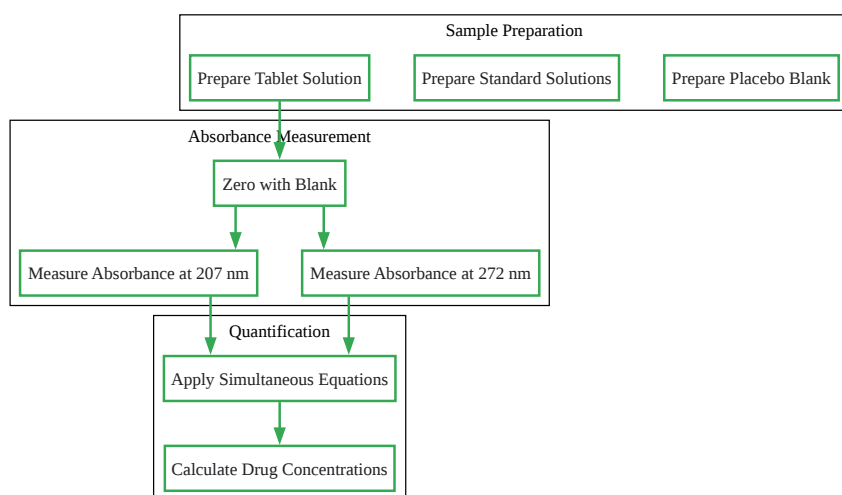 Sample Preparation
Prepare Tablet Solution
Prepare Standard Solutions
Prepare Placebo Blank
Absorbance Measurement
Zero with Blank
Measure Absorbance at 207 nm
Measure Absorbance at 272 nm
Quantification
Apply Simultaneous Equations
Calculate Drug Concentrations